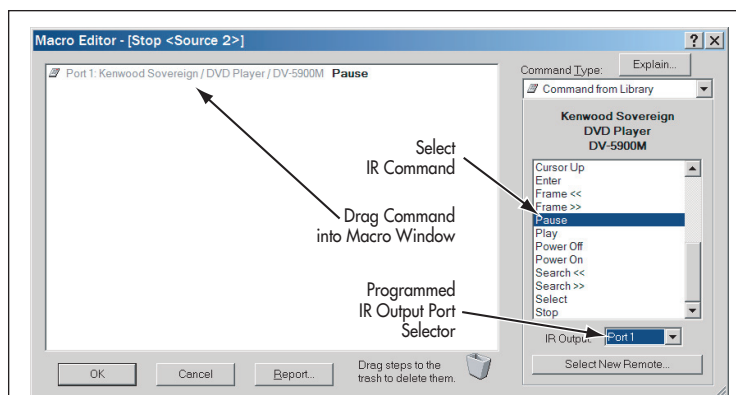 Macro Editor - [Stop <Source 2>]
Port 1: Kenwood Sovereign / DVD Player / DV-5900M Pause
Command Type:
Explain...
Command from Library
Kenwood Sovereign
DVD Player
DV-5900M
Cursor Up
Enter
Frame <<
Frame >>
Pause
Play
Power Off
Power On
Search <<
Search >>
Select
Stop
IR Output:
Port 1
Select New Remote...
Select
IR Command
Drag Command
into Macro Window
Programmed
IR Output Port
Selector
OK
Cancel
Report...
Drag steps to the
trash to delete them.